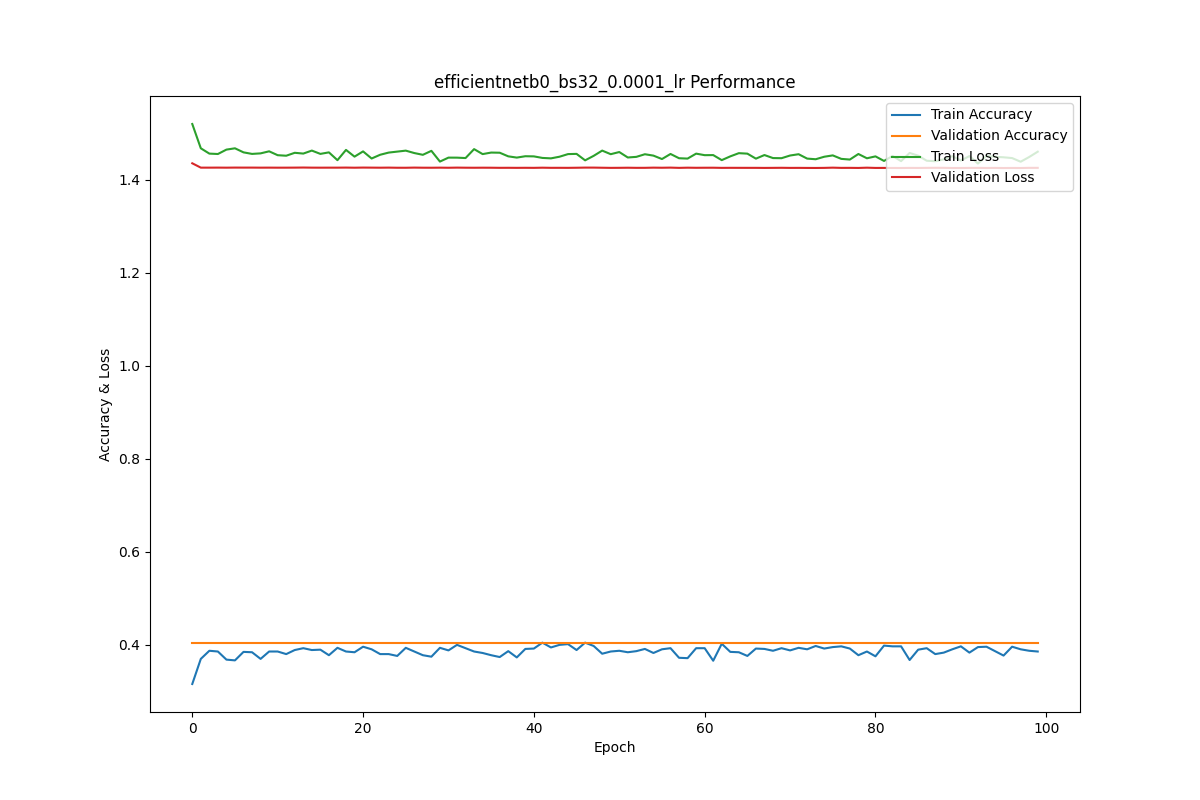 efficientnetb0_bs32_0.0001_lr Performance
Train Accuracy
Validation Accuracy
Train Loss
Validation Loss
1.4
1.2
1.0
0.8
0.6
0.4
Accuracy & Loss
0 20 40 60 80 100
Epoch